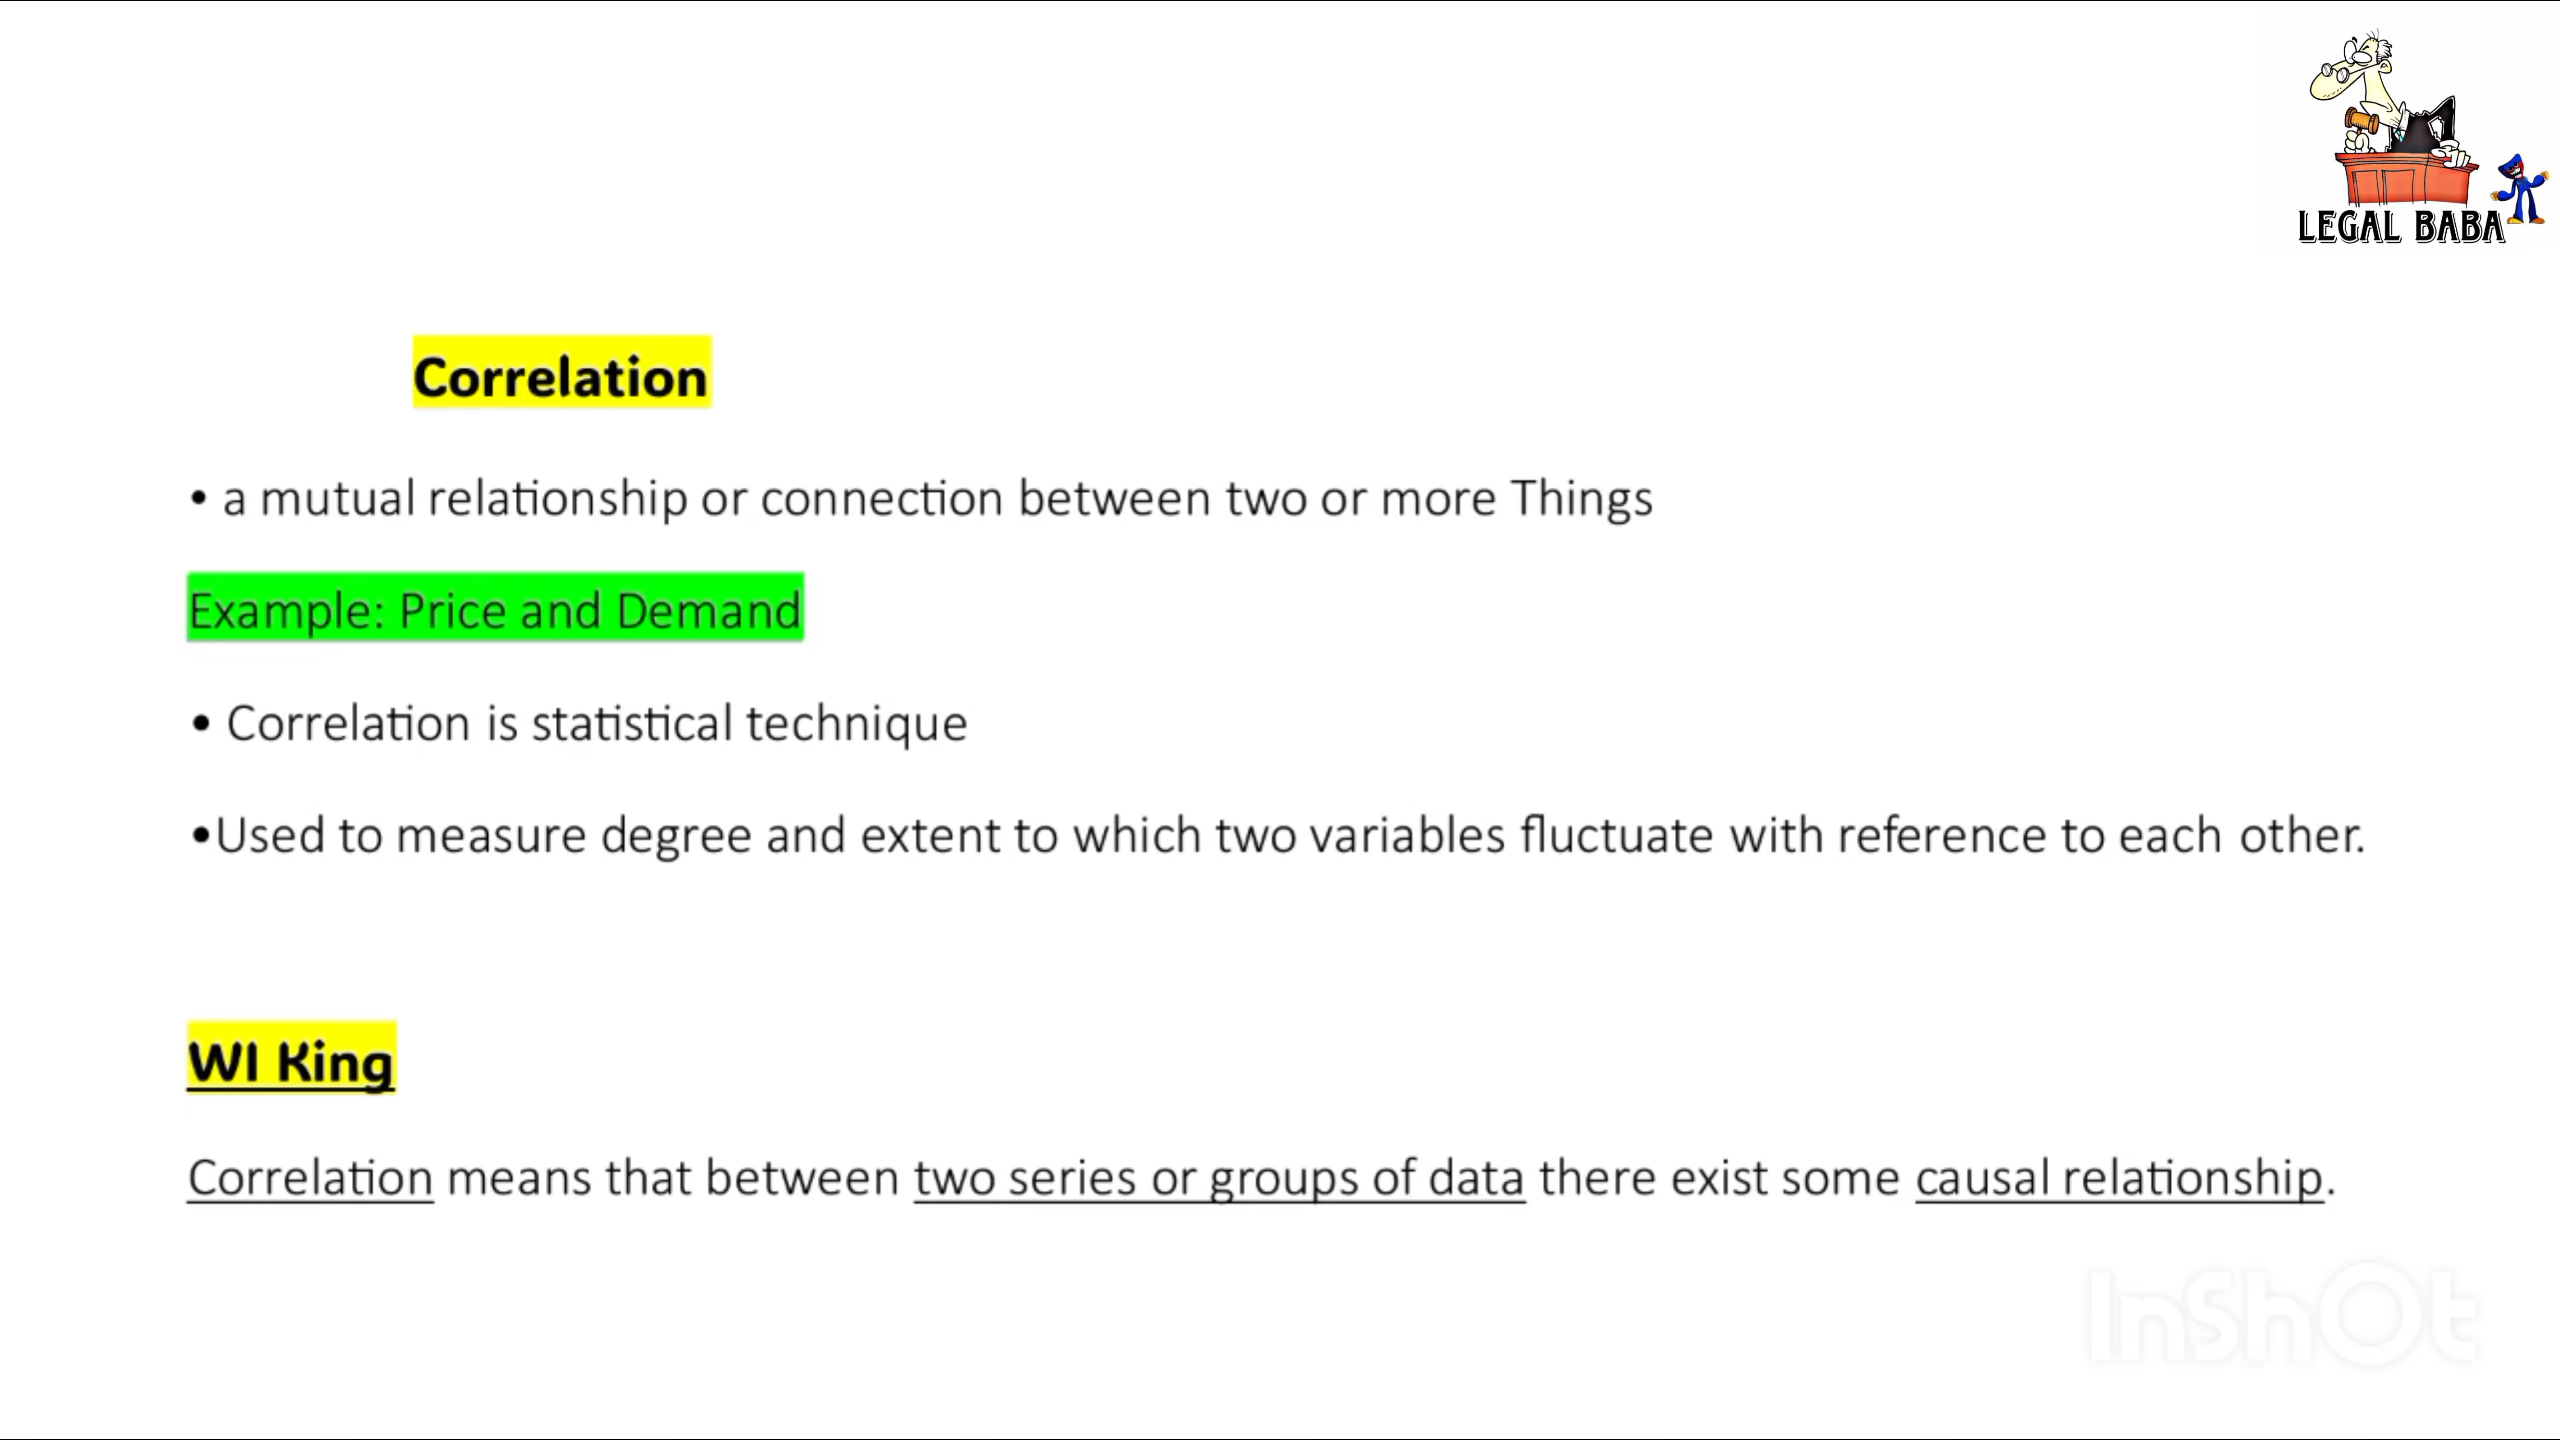 LEGAL BABA
Correlation
• a mutual relationship or connection between two or more Things
Example: Price and Demand
• Correlation is statistical technique
•Used to measure degree and extent to which two variables fluctuate with reference to each other.
WI King
Correlation means that between two series or groups of data there exist some causal relationship.
InShOt